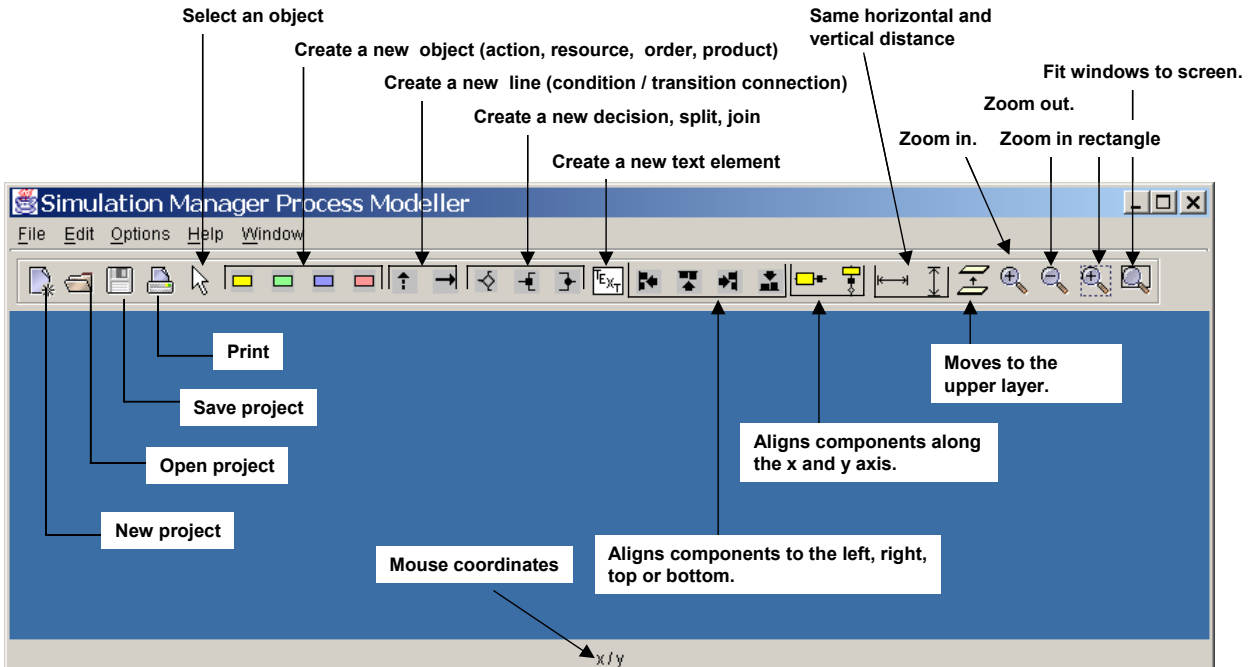 Select an object
Same horizontal and
vertical distance
Create a new object (action, resource, order, product)
Fit windows to screen.
Create a new line (condition / transition connection)
Zoom out.
Create a new decision, split, join
Zoom in.
Zoom in rectangle
Create a new text element
Simulation Manager Process Modeller
File Edit Options Help Window
TEXT
Print
Moves to the
upper layer.
Save project
Aligns components along
the x and y axis.
Open project
New project
Aligns components to the left, right,
top or bottom.
Mouse coordinates
x / y